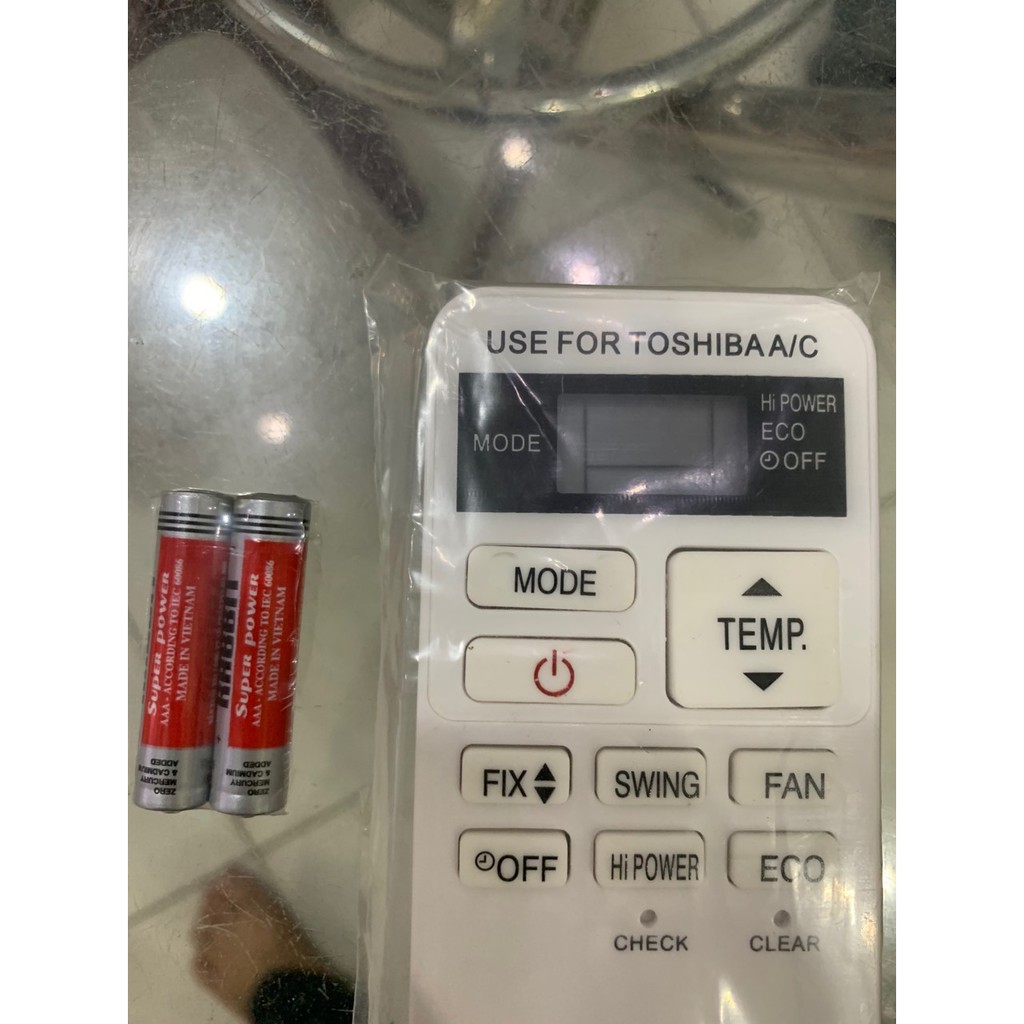 USE FOR TOSHIBA A/C
MODE
Hi POWER
ECO
OFF
MODE
TEMP.
FIX
SWING
FAN
OFF
Hi POWER
ECO
CHECK
CLEAR
Super power
AAA - ACCORDING TO IEC 60086
MADE IN VIETNAM
ZERO
MERCURY
& CADMIUM
ADDED
RABBIT
Super power
AAA - ACCORDING TO IEC 60086
MADE IN VIETNAM
ZERO
MERCURY
& CADMIUM
ADDED